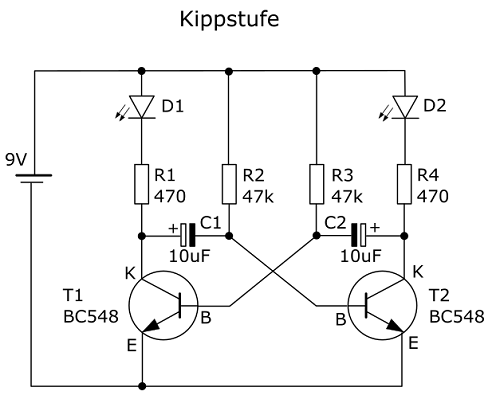 Kippstufe
D1
D2
9V
R1
470
R2
47k
R3
47k
R4
470
+
C1
10uF
C2
+
10uF
K
K
T1
BC548
B
B
T2
BC548
E
E